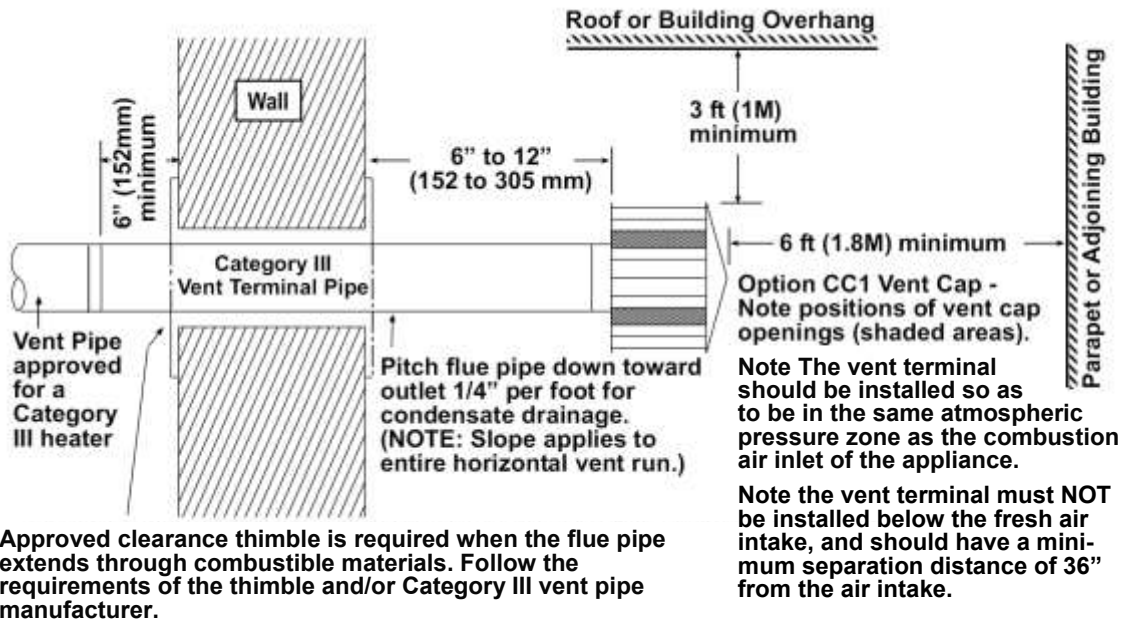 Roof or Building Overhang
Wall
6” (152mm)
minimum
6” to 12”
(152 to 305 mm)
3 ft (1M)
minimum
Parapet or Adjoining Building
6 ft (1.8M) minimum
Category III
Vent Terminal Pipe
Option CC1 Vent Cap -
Note positions of vent cap
openings (shaded areas).
Vent Pipe
approved
for a
Category
III heater
Pitch flue pipe down toward
outlet 1/4” per foot for
condensate drainage.
(NOTE: Slope applies to
entire horizontal vent run.)
Note The vent terminal
should be installed so as
to be in the same atmospheric
pressure zone as the combustion
air inlet of the appliance.
Note the vent terminal must NOT
be installed below the fresh air
intake, and should have a mini-
mum separation distance of 36”
from the air intake.
Approved clearance thimble is required when the flue pipe
extends through combustible materials. Follow the
requirements of the thimble and/or Category III vent pipe
manufacturer.